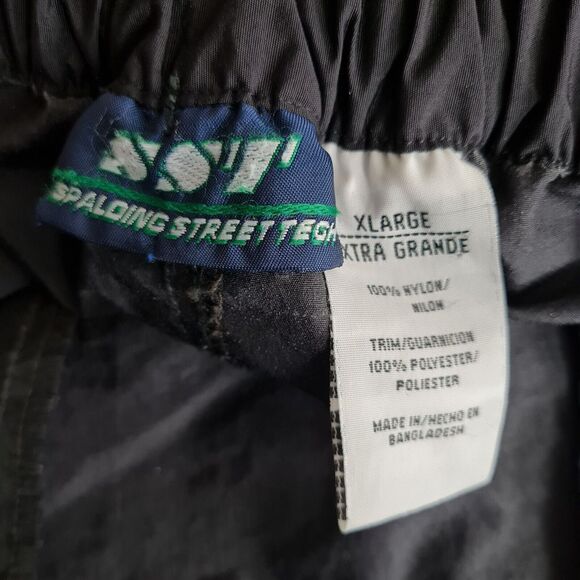 SST
SPALDING STREET TECH
XLARGE
XTRA GRANDE
100% NYLON/
NILON
TRIM/GUARNICION
100% POLYESTER/
POLIESTER
MADE IN/HECHO EN
BANGLADESH